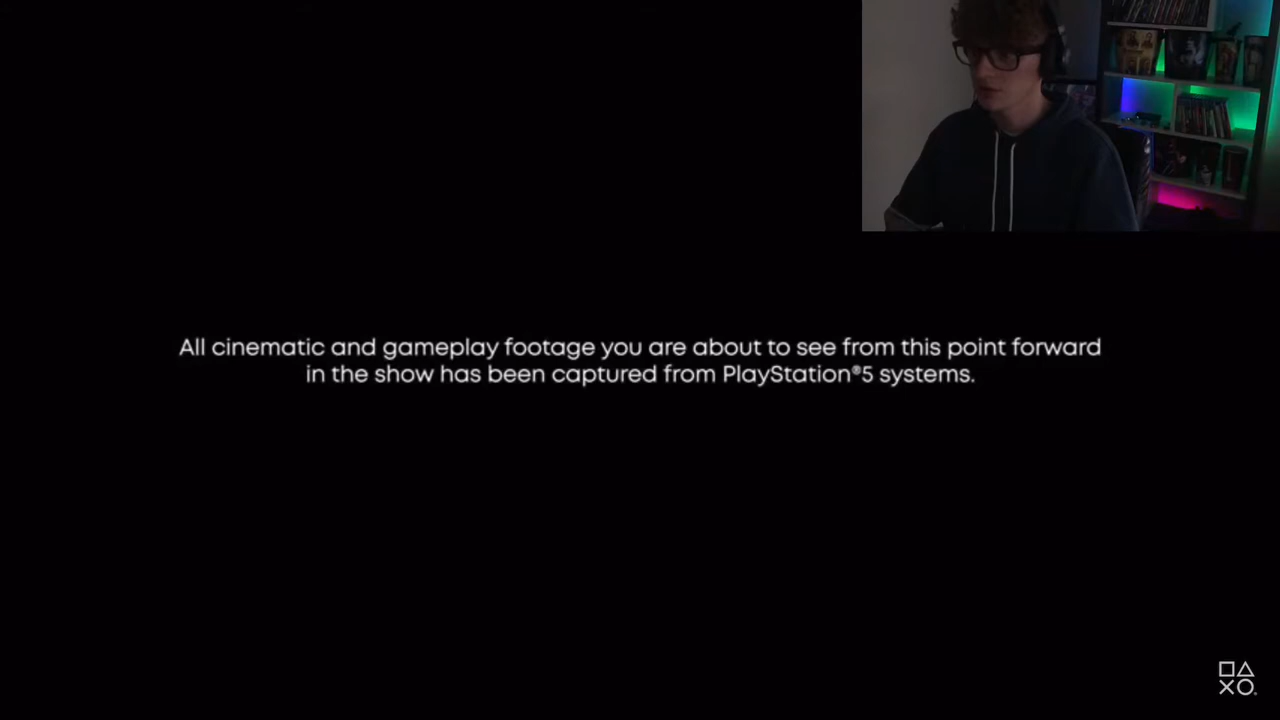 All cinematic and gameplay footage you are about to see from this point forward
in the show has been captured from PlayStation®5 systems.